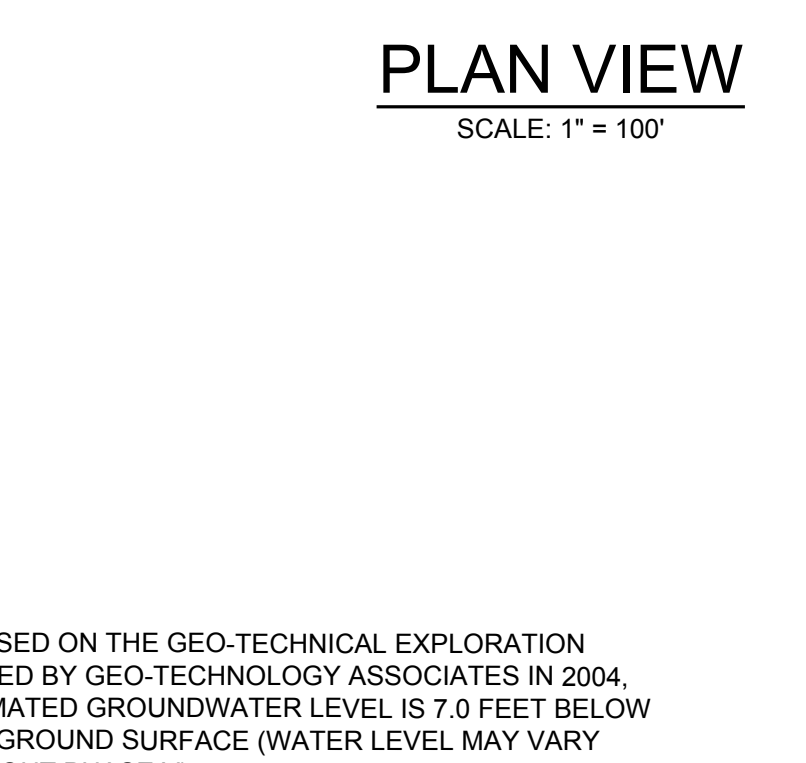 PLAN VIEW
SCALE: 1" = 100'
SED ON THE GEO-TECHNICAL EXPLORATION
ED BY GEO-TECHNOLOGY ASSOCIATES IN 2004,
MATED GROUNDWATER LEVEL IS 7.0 FEET BELOW
GROUND SURFACE (WATER LEVEL MAY VARY